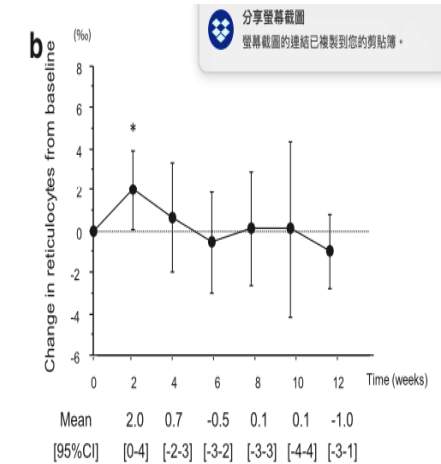 分享螢幕截圖
螢幕截圖的連結已複製到您的剪貼簿。
b
(‰)
Change in reticulocytes from baseline
8
6
4
*
2
0
-2
-4
-6
0 2 4 6 8 10 12 Time (weeks)
Mean 2.0 0.7 -0.5 0.1 0.1 -1.0
[95%CI] [0-4] [-2-3] [-3-2] [-3-3] [-4-4] [-3-1]